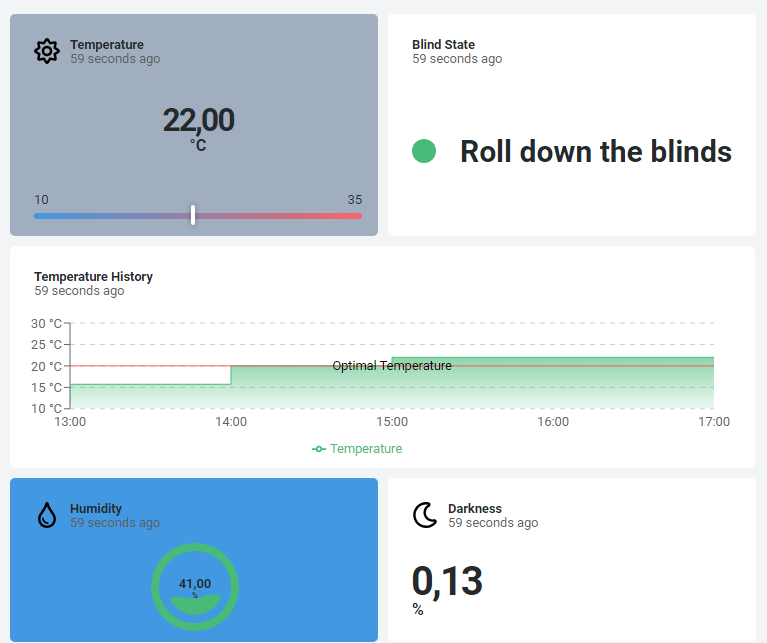 Temperature
59 seconds ago
22,00
°C
10 35
Blind State
59 seconds ago
Roll down the blinds
Temperature History
59 seconds ago
30 °C
25 °C
20 °C
15 °C
10 °C
Optimal Temperature
13:00 14:00 15:00 16:00 17:00
Temperature
Humidity
59 seconds ago
41,00
%
Darkness
59 seconds ago
0,13
%